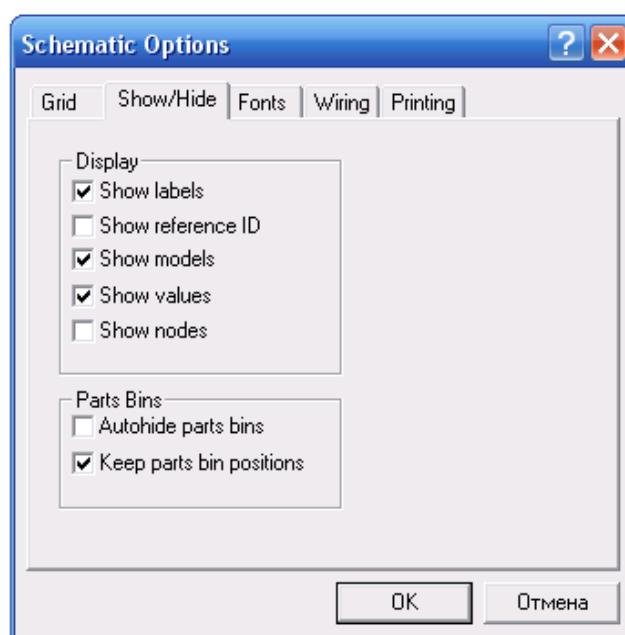 Schematic Options
Grid Show/Hide Fonts Wiring Printing
Display
Show labels
Show reference ID
Show models
Show values
Show nodes
Parts Bins
Autohide parts bins
Keep parts bin positions
OK Отмена